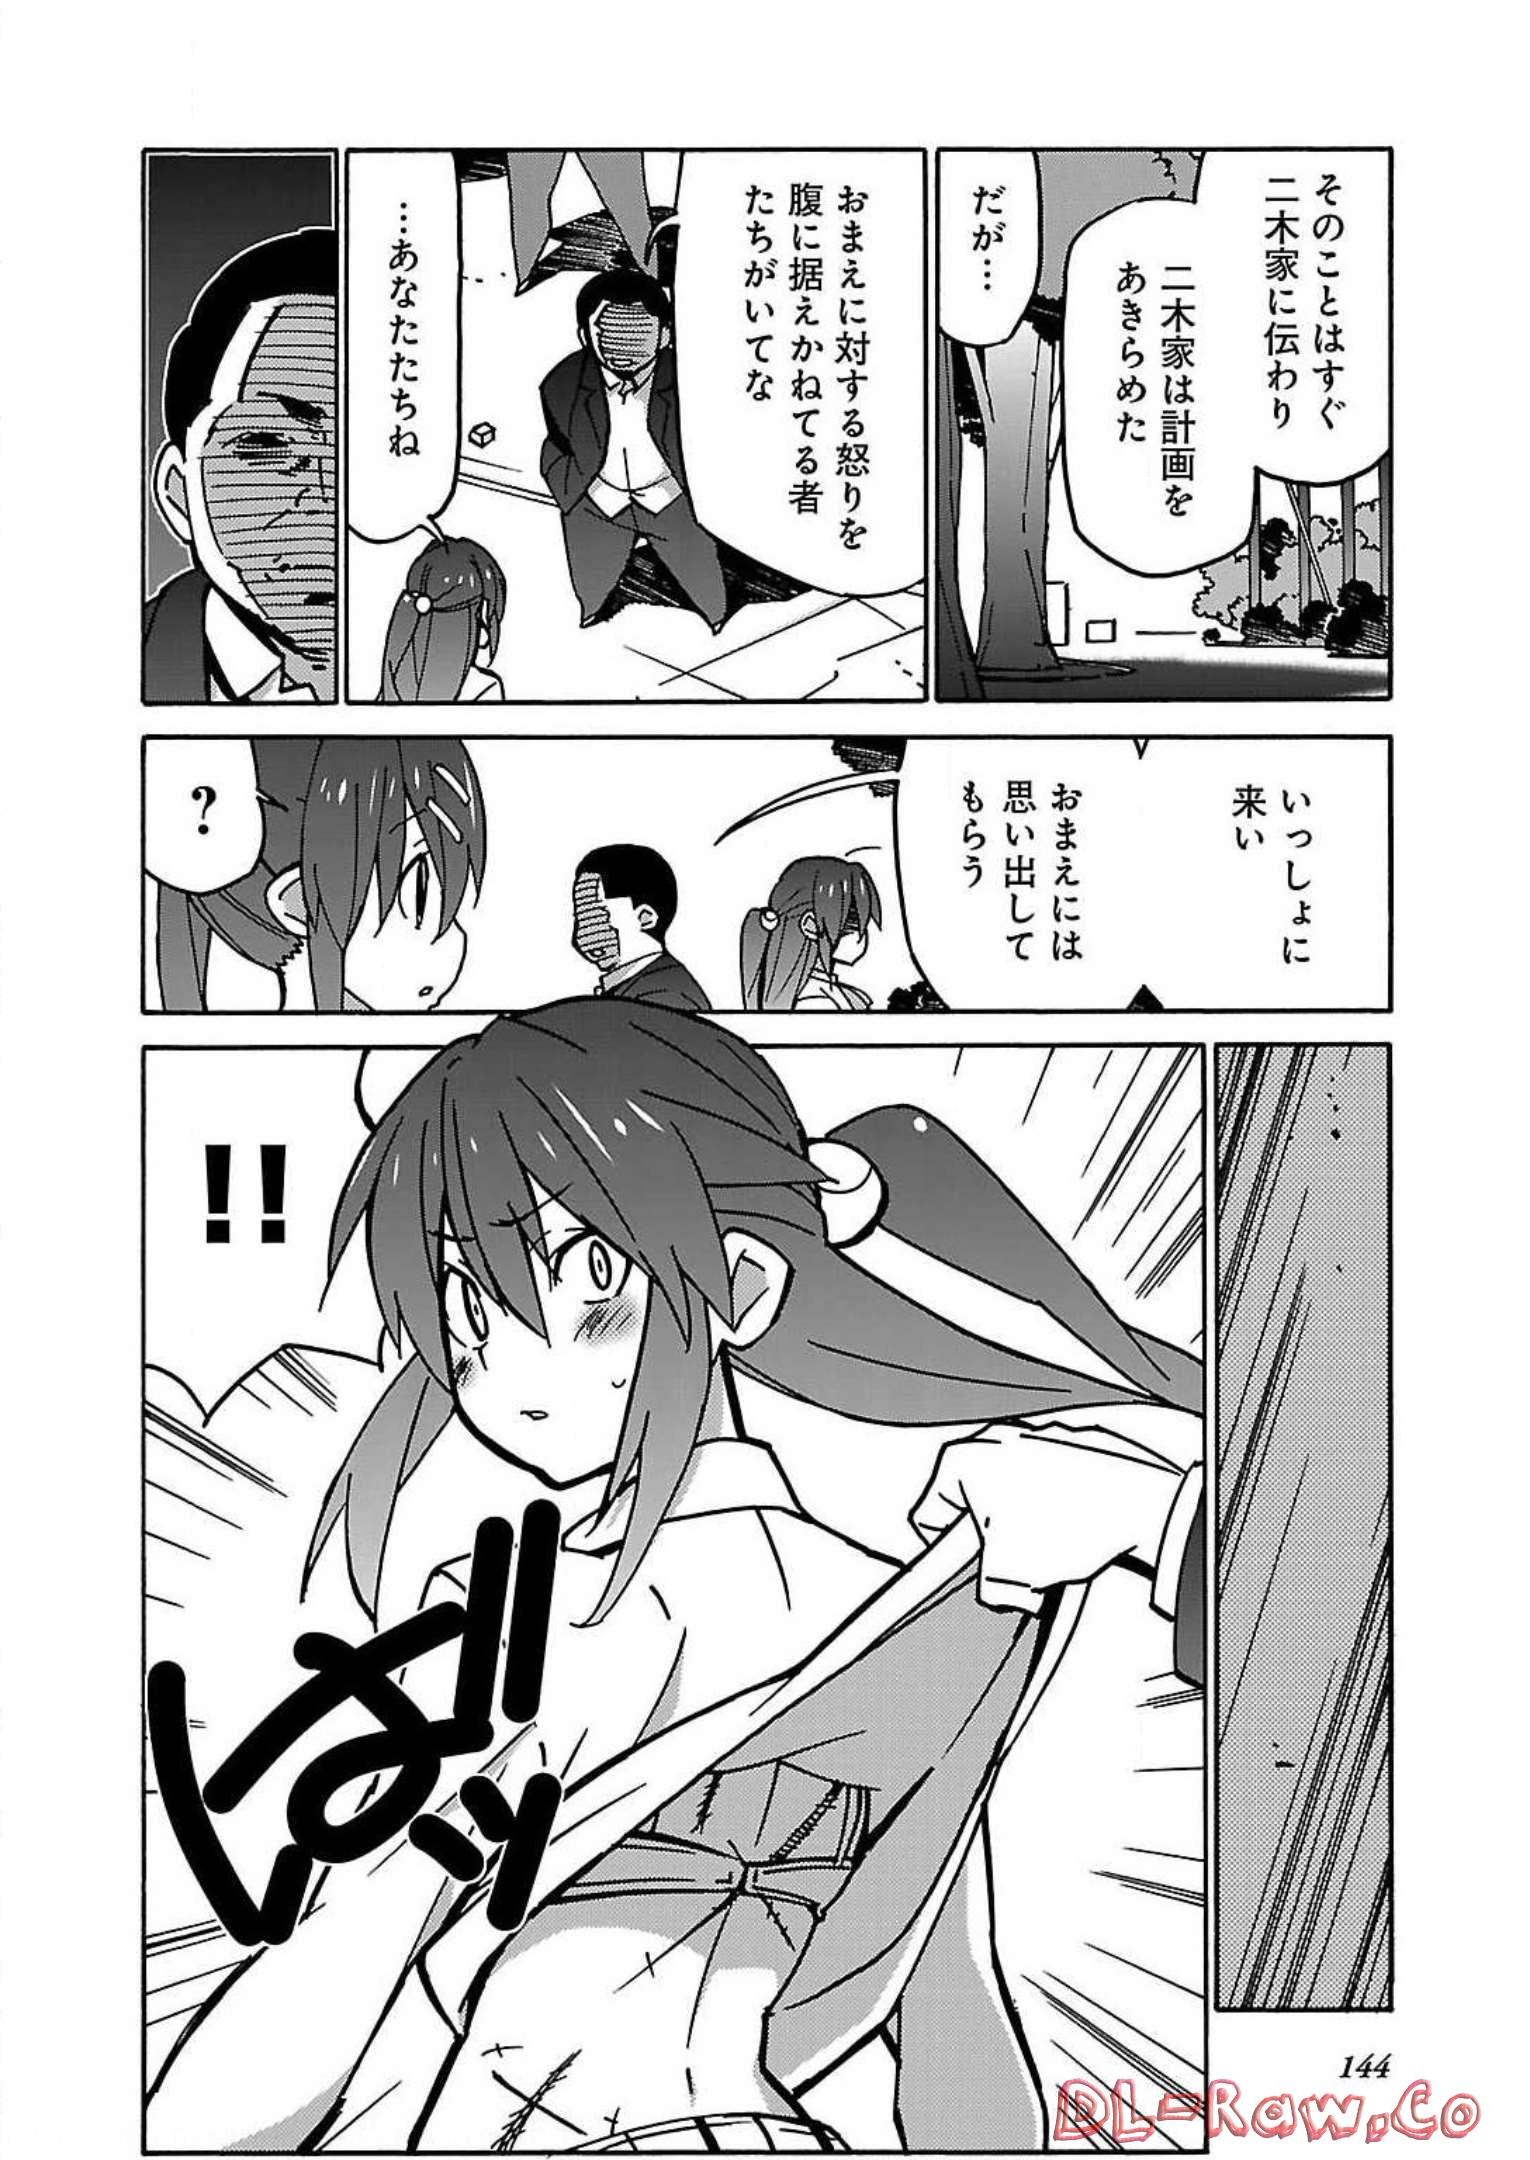 そのことはすぐ
二木家に伝わり
二木家は計画を
あきらめた
だが…
おまえに対する怒りを
腹に据えかねてる者
たちがいてな
…あなたたちね
いっしょに
来い
おまえには
思い出して
もらう
?
!!
ばッ
144
DL-Raw.Co